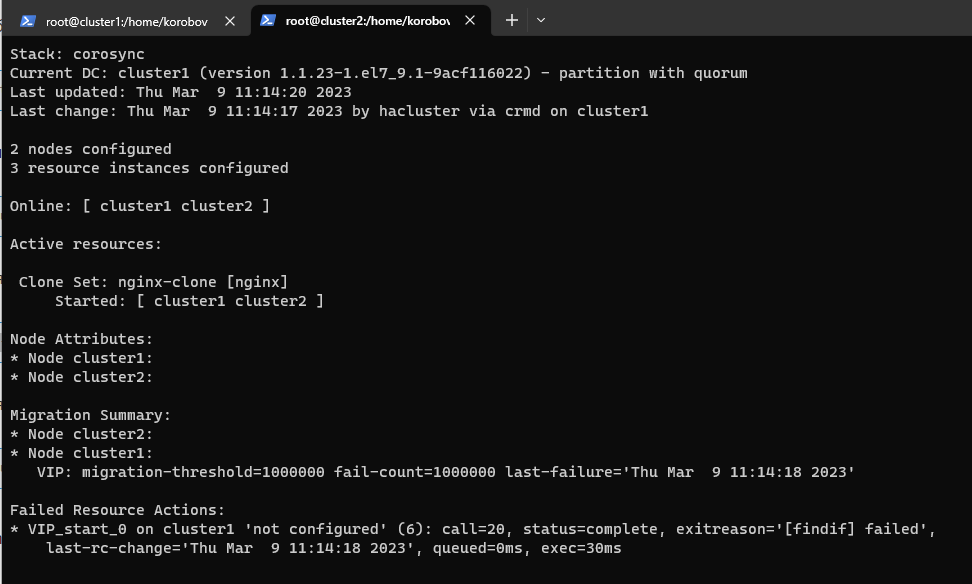 root@cluster1:/home/korobov
root@cluster2:/home/korobov
Stack: corosync
Current DC: cluster1 (version 1.1.23-1.el7_9.1-9acf116022) - partition with quorum
Last updated: Thu Mar  9 11:14:20 2023
Last change: Thu Mar  9 11:14:17 2023 by hacluster via crmd on cluster1
2 nodes configured
3 resource instances configured
Online: [ cluster1 cluster2 ]
Active resources:
Clone Set: nginx-clone [nginx]
Started: [ cluster1 cluster2 ]
Node Attributes:
* Node cluster1:
* Node cluster2:
Migration Summary:
* Node cluster2:
* Node cluster1:
VIP: migration-threshold=1000000 fail-count=1000000 last-failure='Thu Mar  9 11:14:18 2023'
Failed Resource Actions:
* VIP_start_0 on cluster1 'not configured' (6): call=20, status=complete, exitreason='[findif] failed',
last-rc-change='Thu Mar  9 11:14:18 2023', queued=0ms, exec=30ms